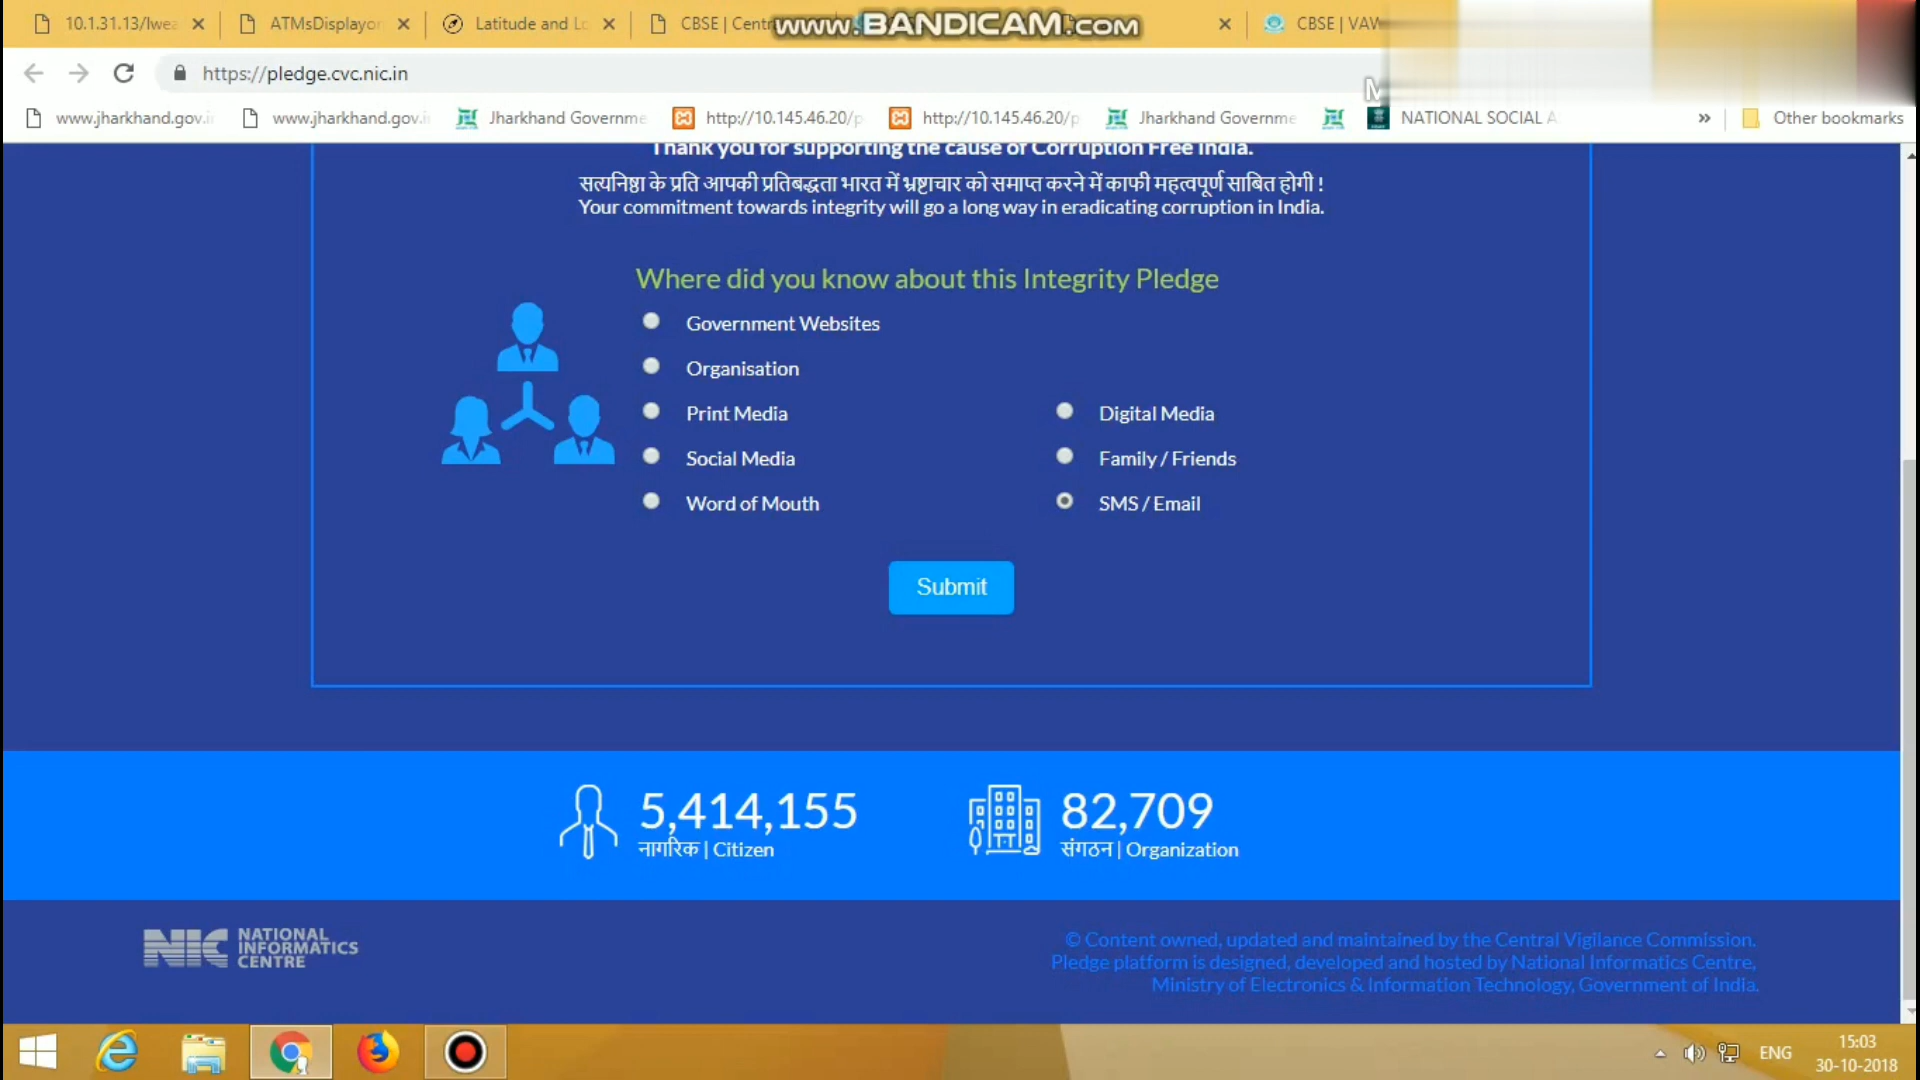 10.1.31.13/Iwea
ATMsDisplayor
Latitude and Lo
CBSE | Centr
www.BANDICAM.com
CBSE | VAW
https://pledge.cvc.nic.in
M
www.jharkhand.gov.i
www.jharkhand.gov.i
Jharkhand Governme
http://10.145.46.20/p
http://10.145.46.20/p
Jharkhand Governme
NATIONAL SOCIAL A
»
Other bookmarks
Thank you for supporting the cause of Corruption Free India.
सत्यनिष्ठा के प्रति आपकी प्रतिबद्धता भारत में भ्रष्टाचार को समाप्त करने में काफी महत्वपूर्ण साबित होगी !
Your commitment towards integrity will go a long way in eradicating corruption in India.
Where did you know about this Integrity Pledge
Government Websites
Organisation
Print Media
Digital Media
Social Media
Family / Friends
Word of Mouth
SMS / Email
Submit
5,414,155
नागरिक | Citizen
82,709
संगठन | Organization
NIC NATIONAL
INFORMATICS
CENTRE
© Content owned, updated and maintained by the Central Vigilance Commission.
Pledge platform is designed, developed and hosted by National Informatics Centre,
Ministry of Electronics & Information Technology, Government of India.
ENG
15:03
30-10-2018